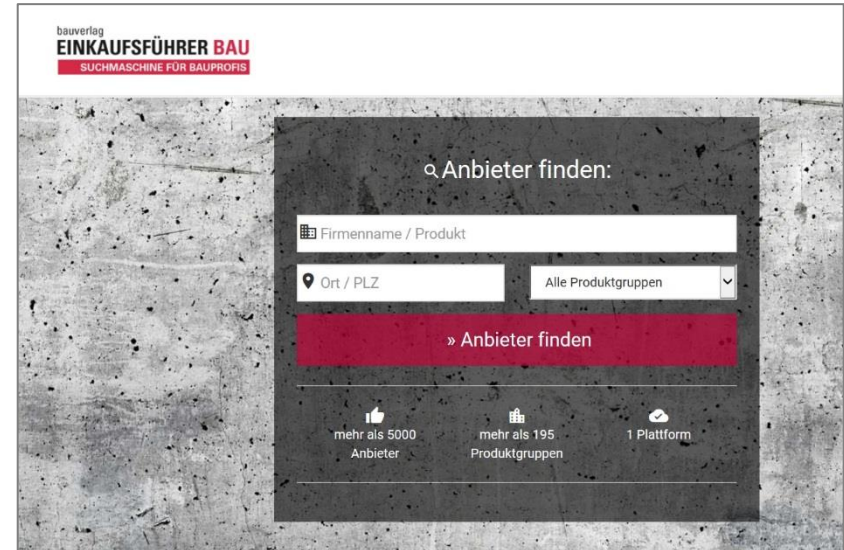 bauverlag
EINKAUFSFÜHRER BAU
SUCHMASCHINE FÜR BAUPROFIS
Anbieter finden:
Firmenname / Produkt
Ort / PLZ
Alle Produktgruppen
» Anbieter finden
mehr als 5000
Anbieter
mehr als 195
Produktgruppen
1 Plattform